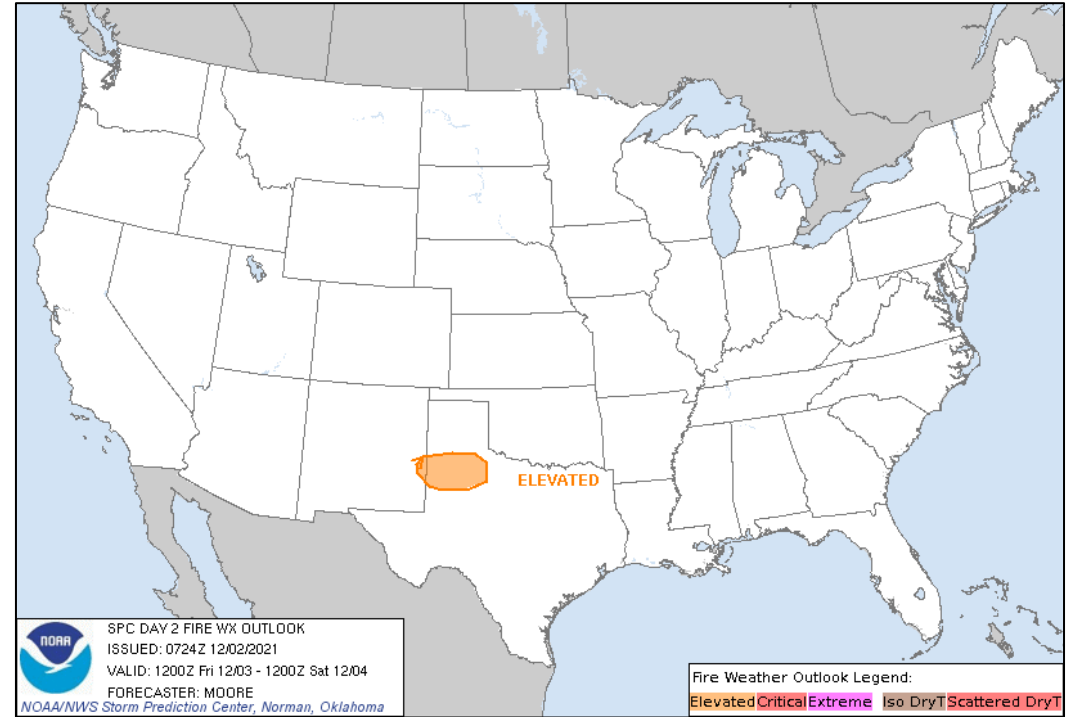 ELEVATED
NOAA
SPC DAY 2 FIRE WX OUTLOOK
ISSUED: 0724Z 12/02/2021
VALID: 1200Z Fri 12/03 - 1200Z Sat 12/04
FORECASTER: MOORE
NOAA/NWS Storm Prediction Center, Norman, Oklahoma
Fire Weather Outlook Legend:
Elevated Critical Extreme Iso DryT Scattered DryT